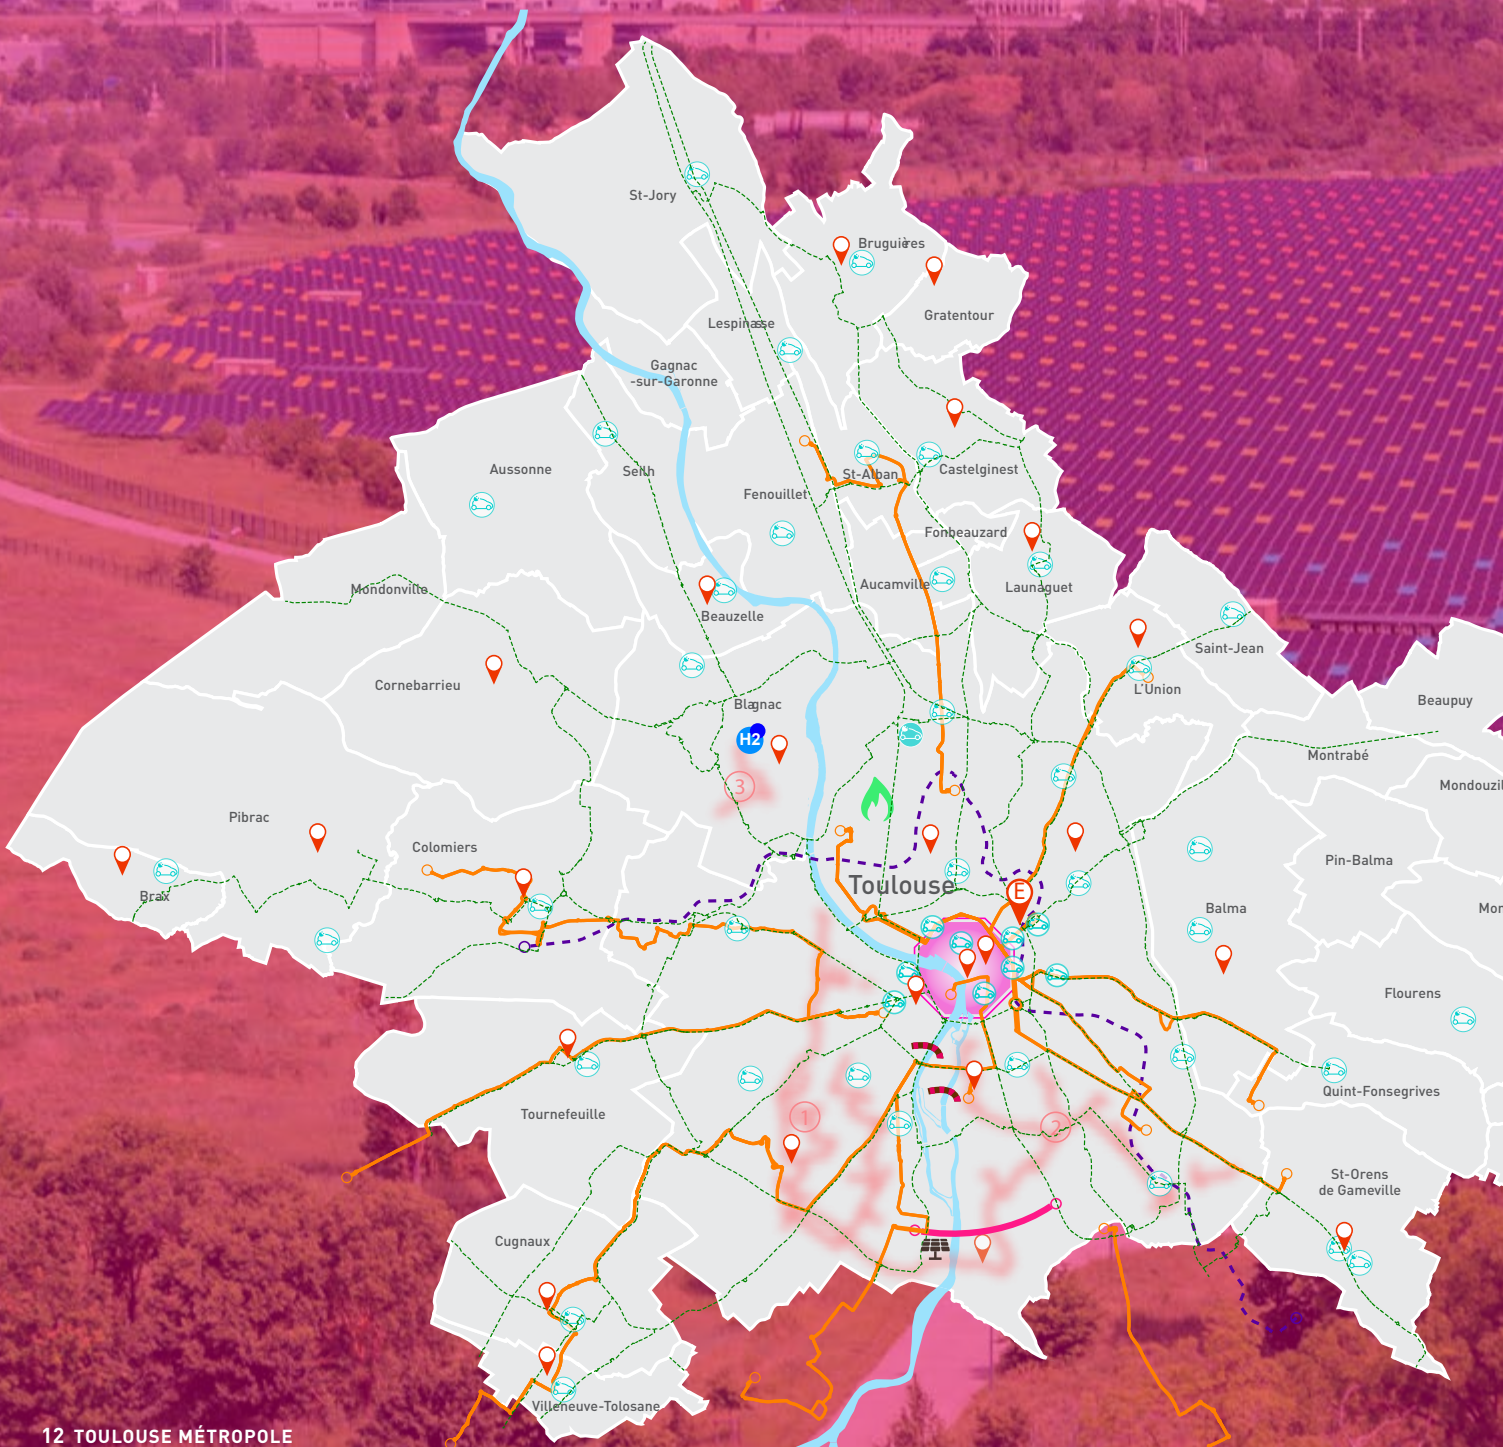 St-Jory
Bruguières
Gratentour
Lespinasse
Gagnac
-sur-Garonne
Aussonne
Seilh
St-Alban
Castelginest
Fenouillet
Fonbeauzard
Mondonville
Aucamville
Launaguet
Beauzelle
Saint-Jean
Cornebarrieu
L'Union
Beaupuy
Blagnac
H2
Montrabé
3
Pibrac
Colomiers
Pin-Balma
Toulouse
E
Brax
Balma
Flourens
Quint-Fonsegrives
Tournefeuille
1
2
St-Orens
de Gameville
Cugnaux
Villeneuve-Tolosane
12 TOULOUSE MÉTROPOLE